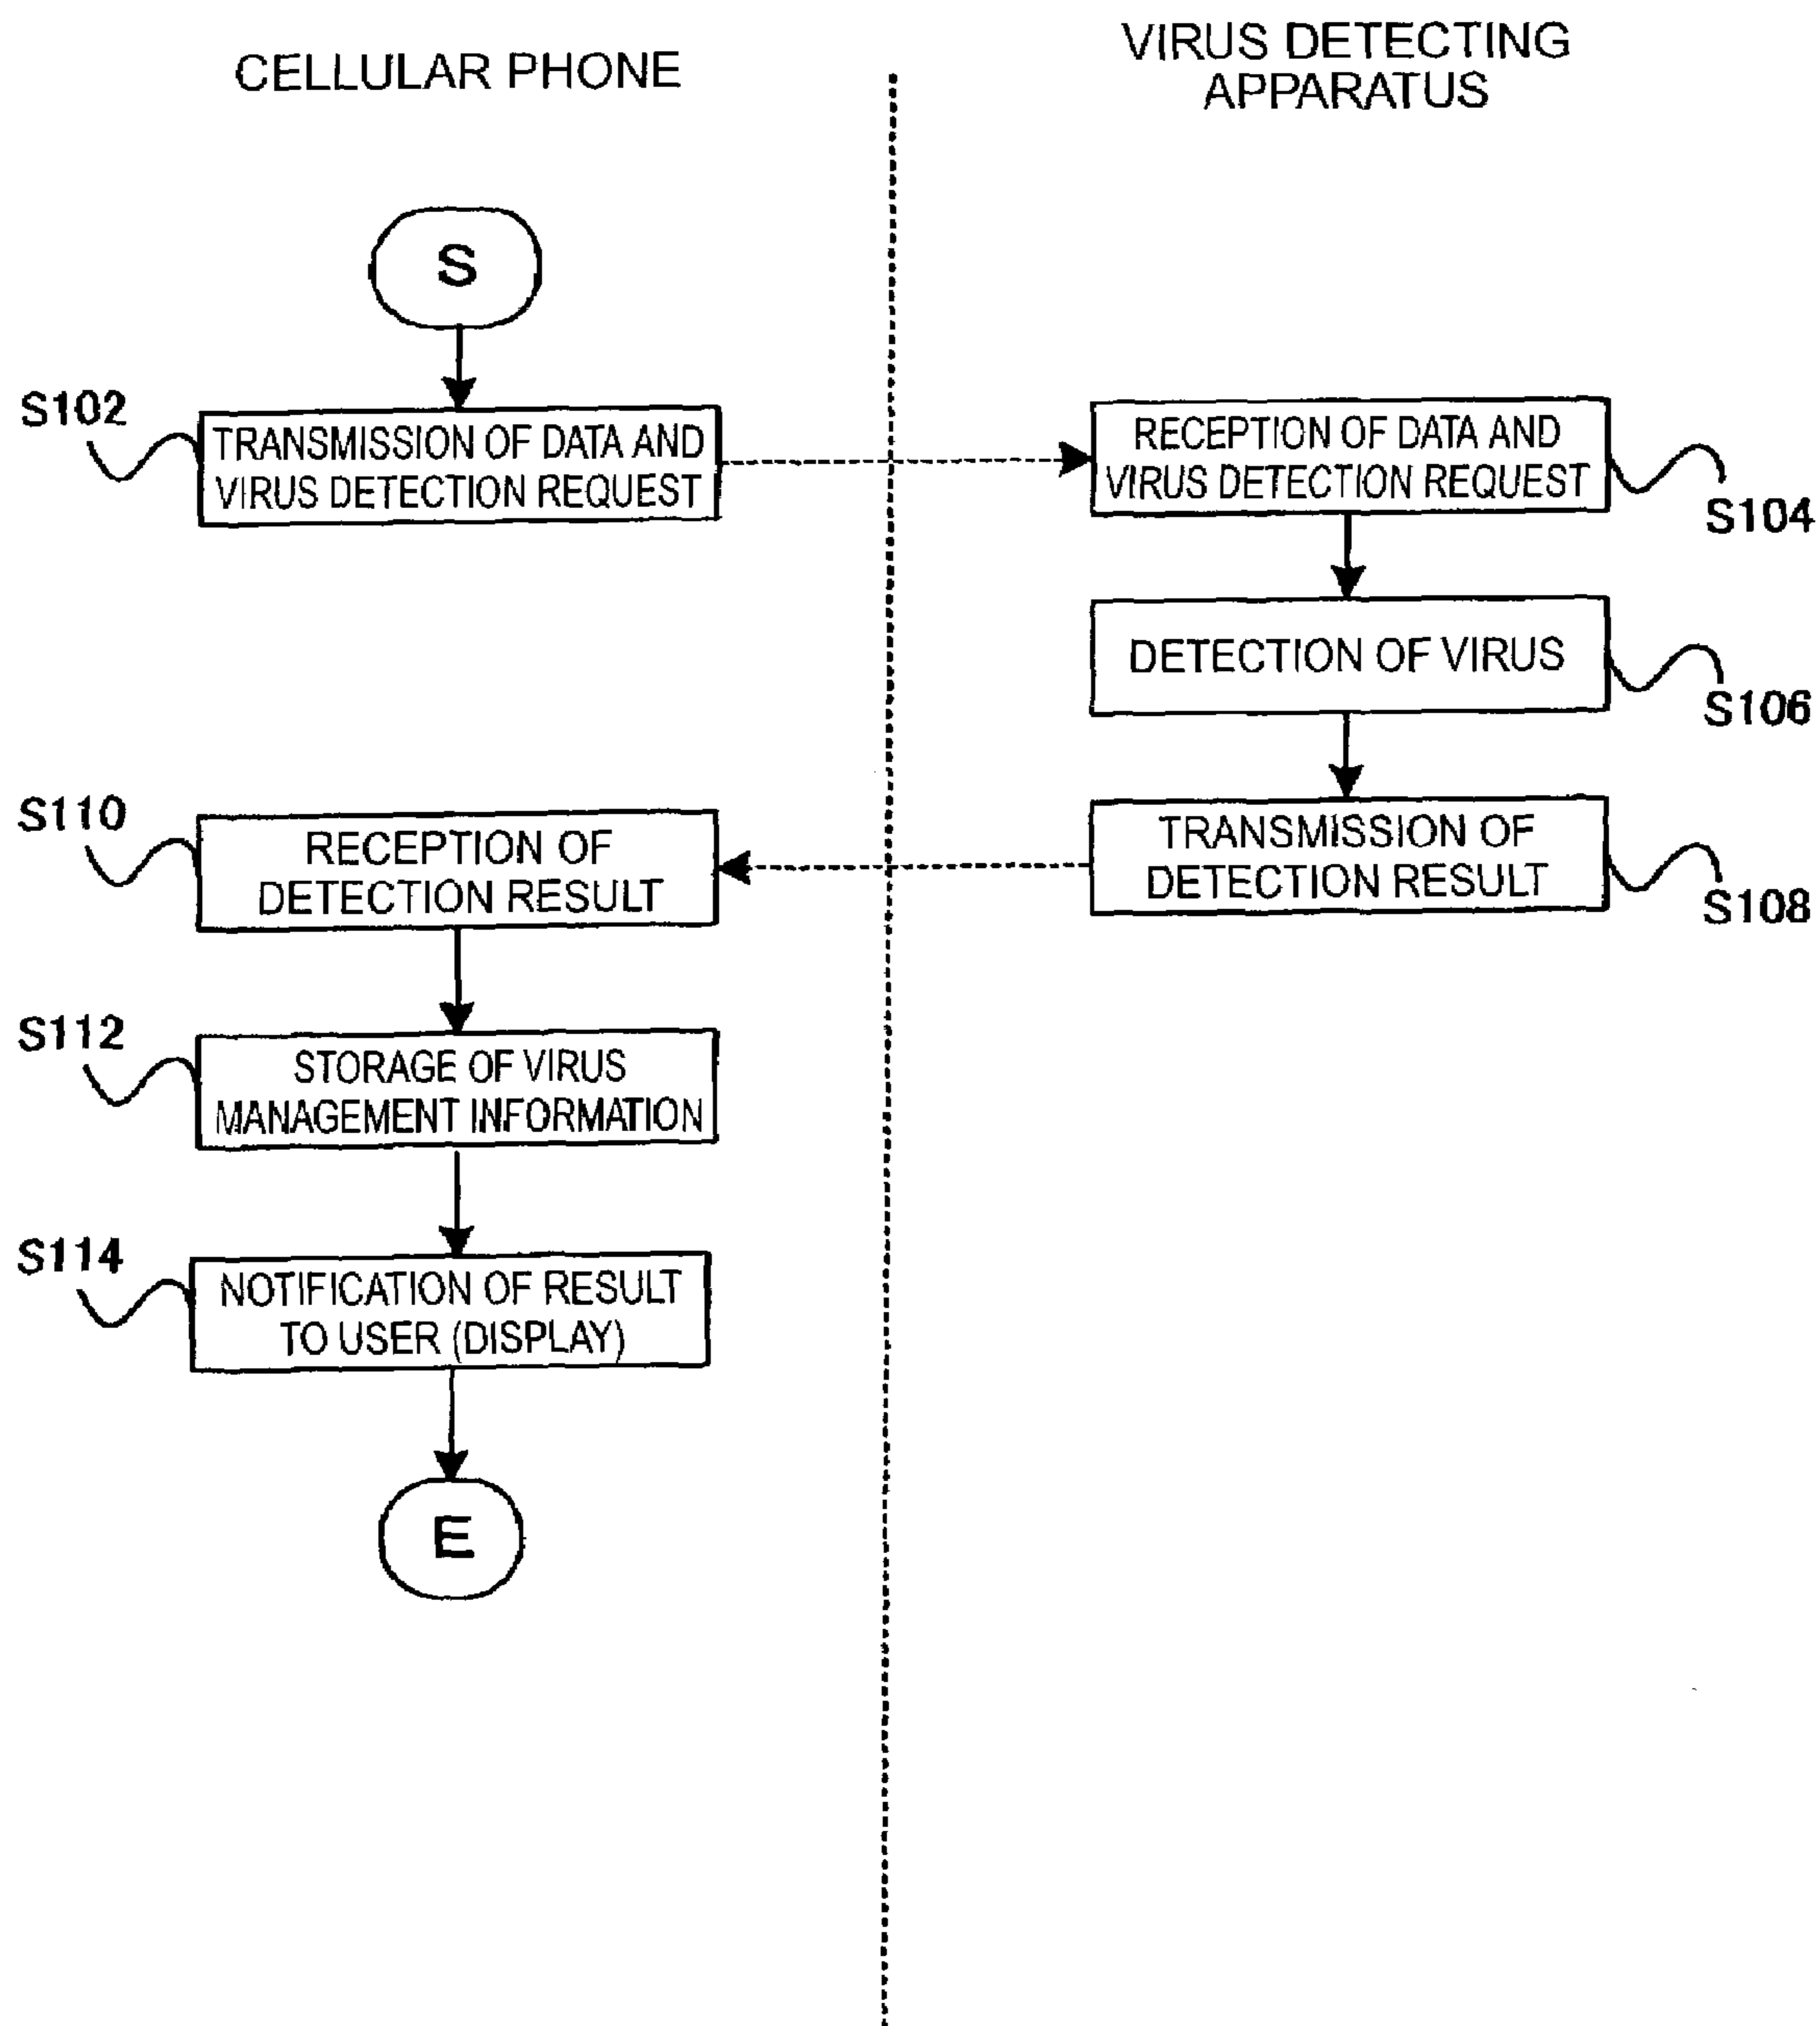 CELLULAR PHONE
VIRUS DETECTING
APPARATUS
S
S102
TRANSMISSION OF DATA AND
VIRUS DETECTION REQUEST
RECEPTION OF DATA AND
VIRUS DETECTION REQUEST
S104
DETECTION OF VIRUS
S106
TRANSMISSION OF
DETECTION RESULT
S108
S110
RECEPTION OF
DETECTION RESULT
S112
STORAGE OF VIRUS
MANAGEMENT INFORMATION
S114
NOTIFICATION OF RESULT
TO USER (DISPLAY)
E